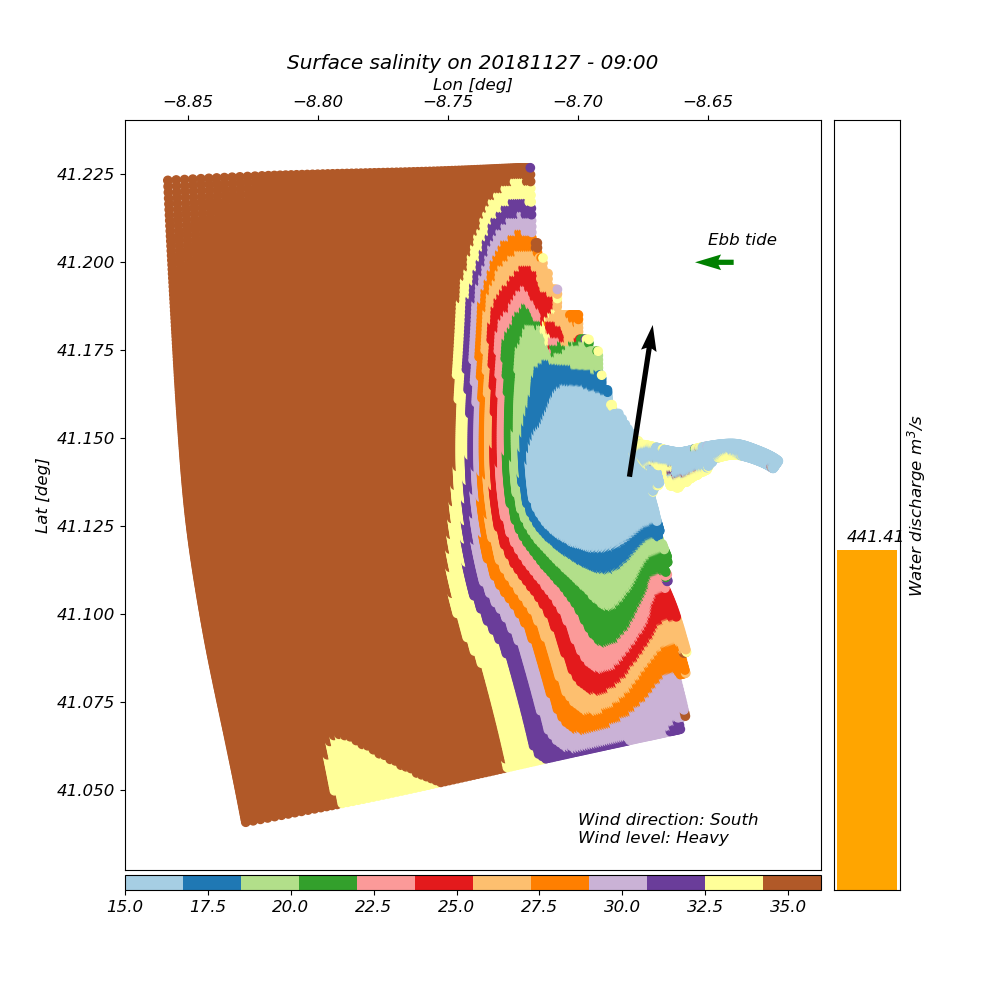 Surface salinity on 20181127 - 09:00
Lon [deg]
−8.85 −8.80 −8.75 −8.70 −8.65
41.225
41.200
41.175
41.150
41.125
41.100
41.075
41.050
Lat [deg]
Ebb tide
Wind direction: South
Wind level: Heavy
15.0 17.5 20.0 22.5 25.0 27.5 30.0 32.5 35.0
441.41
Water discharge m³/s